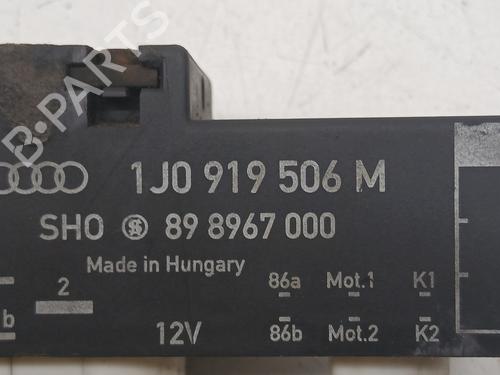 B-PARTS
1J0 919 506 M
SHO 89 8967 000
Made in Hungary
2
86a Mot.1 K1
b
12V
86b Mot.2 K2